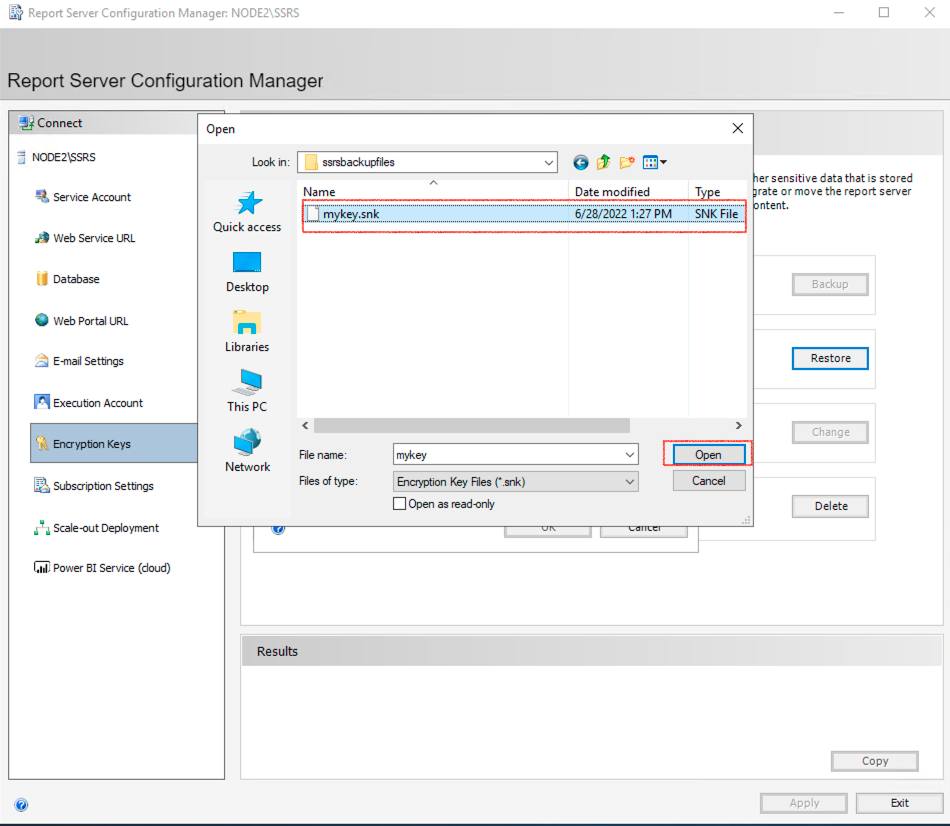 Report Server Configuration Manager: NODE2\SSRS
Report Server Configuration Manager
Connect
NODE2\SSRS
Service Account
Web Service URL
Database
Web Portal URL
E-mail Settings
Execution Account
Encryption Keys
Subscription Settings
Scale-out Deployment
Power BI Service (cloud)
Open
Look in:
ssrsbackupfiles
Quick access
Desktop
Libraries
This PC
Network
Name Date modified Type
mykey.snk 6/28/2022 1:27 PM SNK File
File name:
mykey
Open
Files of type:
Encryption Key Files (*.snk)
Cancel
Open as read-only
OK
Cancel
her sensitive data that is stored
grate or move the report server
ontent.
Backup
Restore
Change
Delete
Results
Copy
Apply
Exit